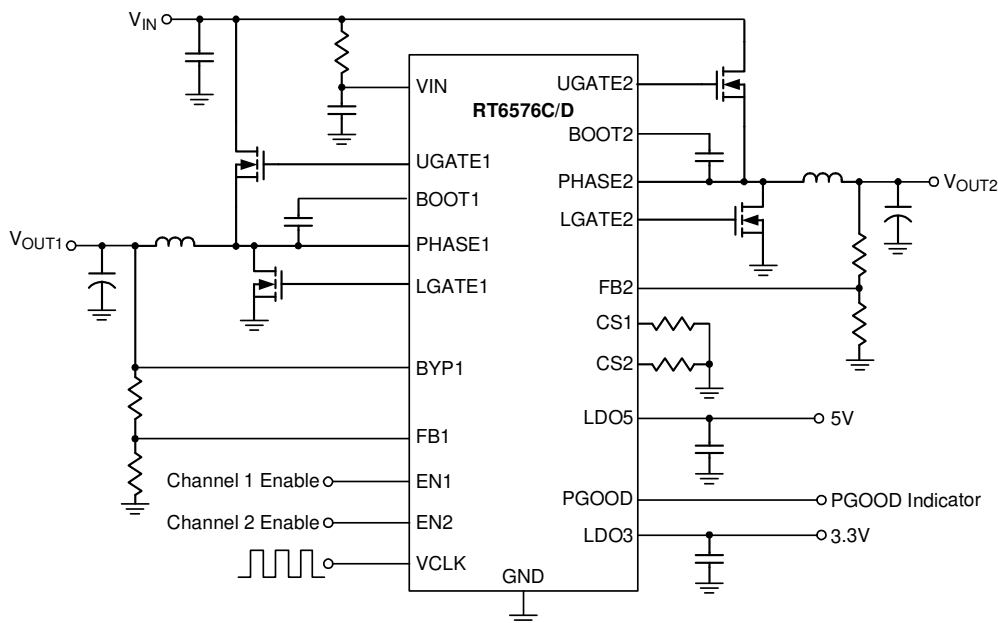 VIN
VIN
RT6576C/D
UGATE2
BOOT2
UGATE1
PHASE2
VOUT2
BOOT1
LGATE2
VOUT1
PHASE1
LGATE1
FB2
CS1
BYP1
CS2
LDO5
5V
FB1
Channel 1 Enable
EN1
PGOOD
PGOOD Indicator
Channel 2 Enable
EN2
LDO3
3.3V
VCLK
GND